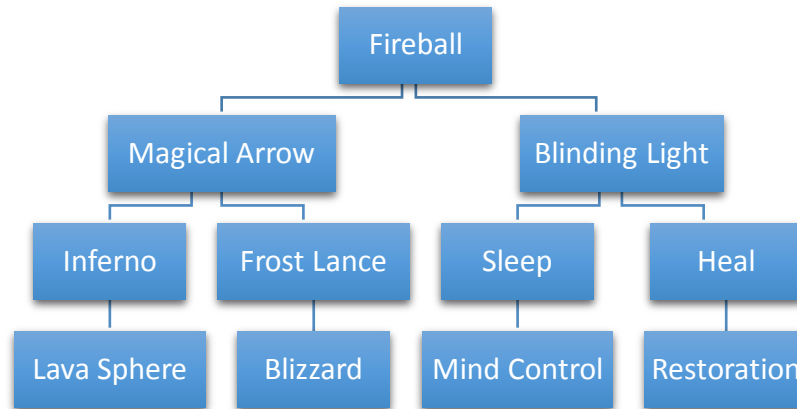 Fireball
Magical Arrow
Blinding Light
Inferno
Frost Lance
Sleep
Heal
Lava Sphere
Blizzard
Mind Control
Restoration